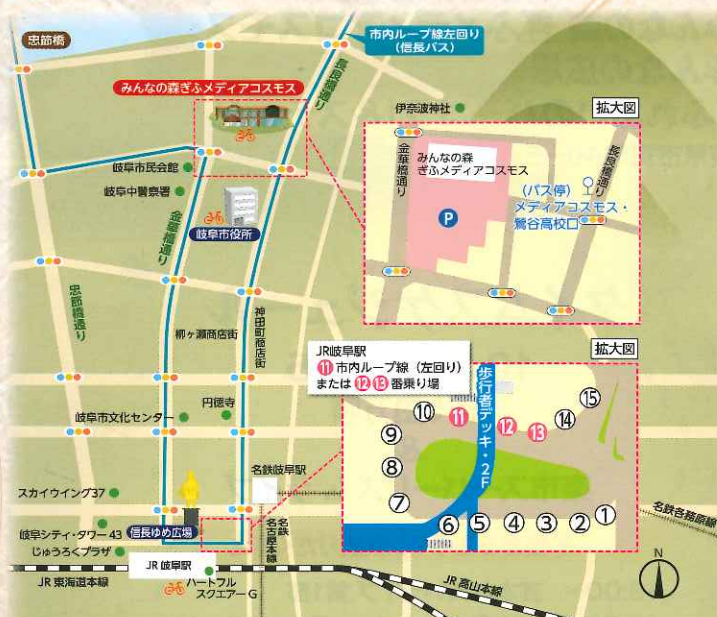 忠節橋
市内ループ線左回り
(信長バス)
長良橋通り
みんなの森ぎふメディアコスモス
伊奈波神社
拡大図
金華橋通り
みんなの森
ぎふメディアコスモス
長良橋通り
(バス停)
メディアコスモス・
鶯谷高校口
P
岐阜市民会館
岐阜中警察署
金華橋通り
岐阜市役所
忠節橋通り
柳ヶ瀬商店街
神田町商店街
拡大図
JR岐阜駅
⑪市内ループ線(左回り)
または⑫⑬番乗り場
歩行者デッキ・2F
⑮
⑭
⑬
⑫
⑪
⑩
⑨
⑧
⑦
⑥
⑤
④
③
②
①
円徳寺
岐阜市文化センター
名鉄岐阜駅
スカイウイング37
岐阜シティ・タワー43
信長ゆめ広場
じゅうろくプラザ
名鉄
名古屋本線
名鉄各務原線
JR岐阜駅
JR東海道本線
ハートフル
スクエアーG
JR高山本線
N